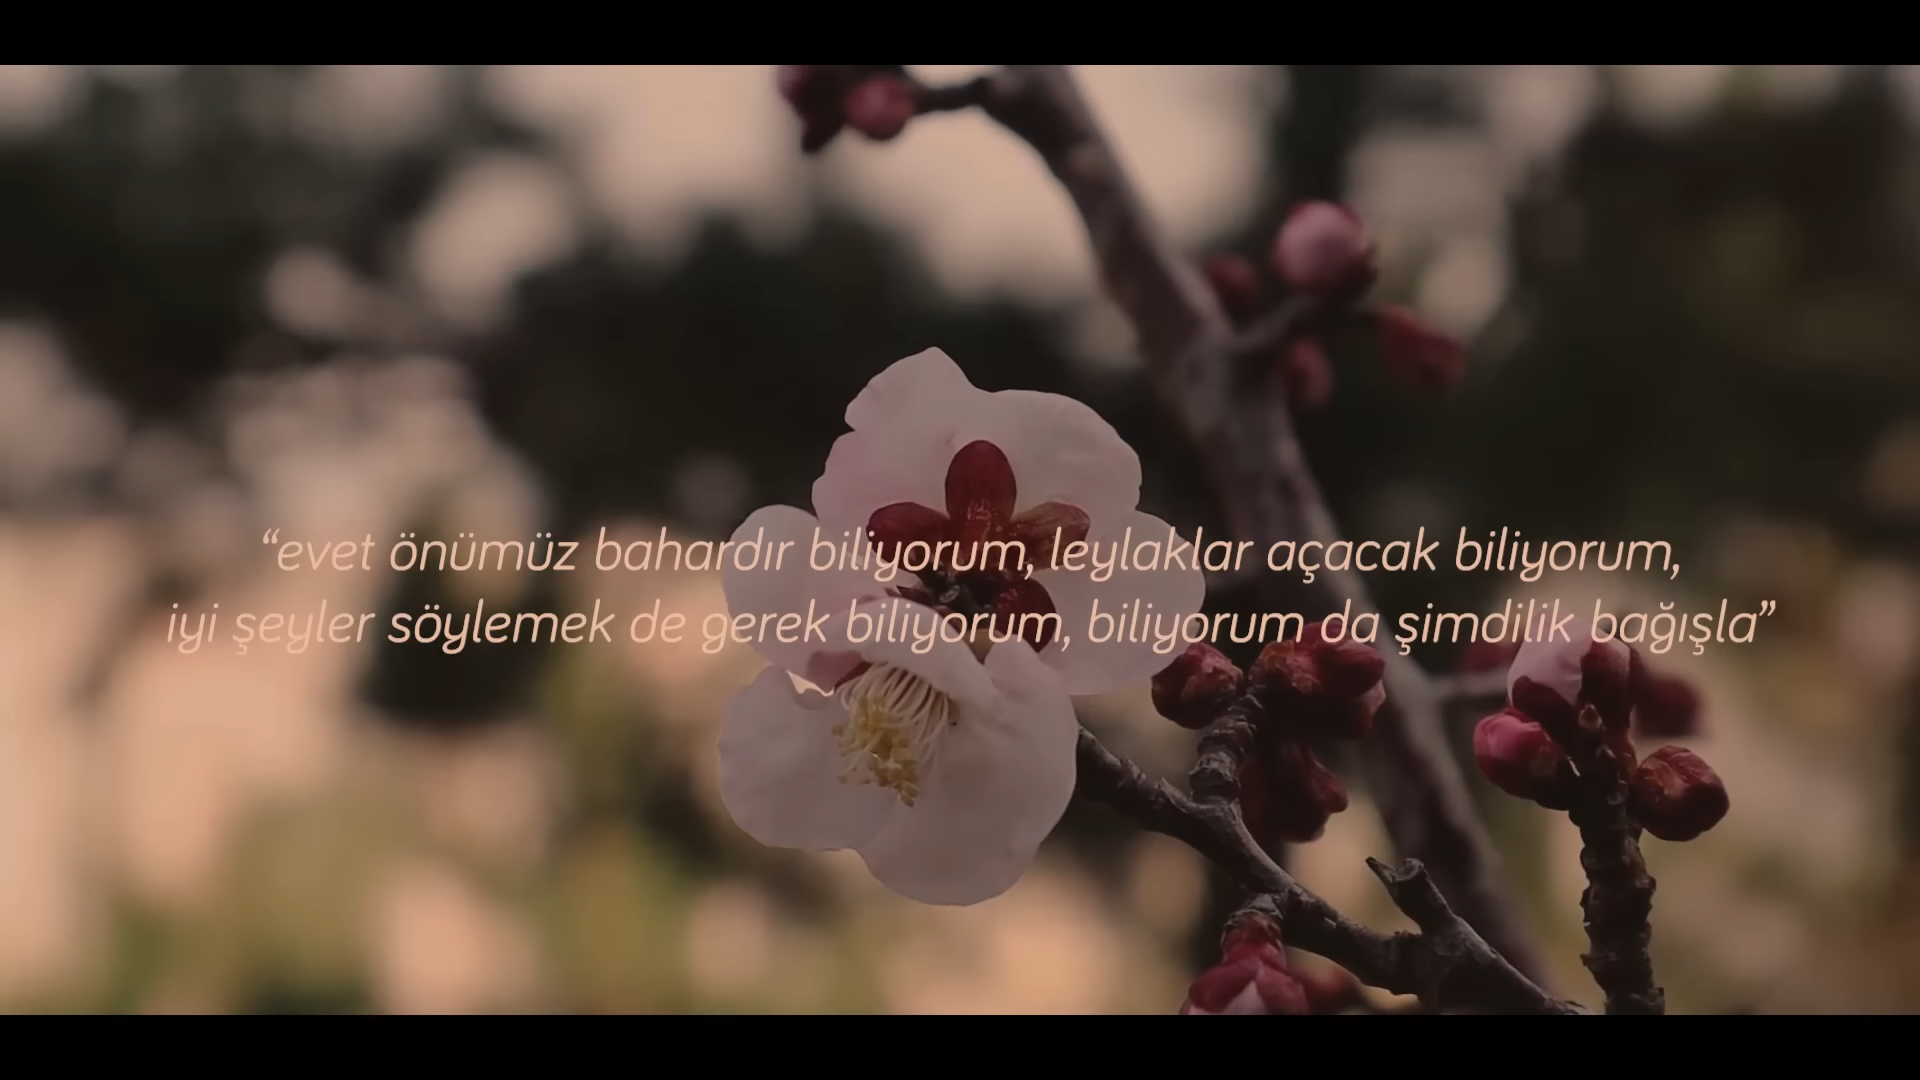 “evet önümüz bahardır biliyorum, leylaklar açacak biliyorum,
iyi şeyler söylemek de gerek biliyorum, biliyorum da şimdilik bağışla”